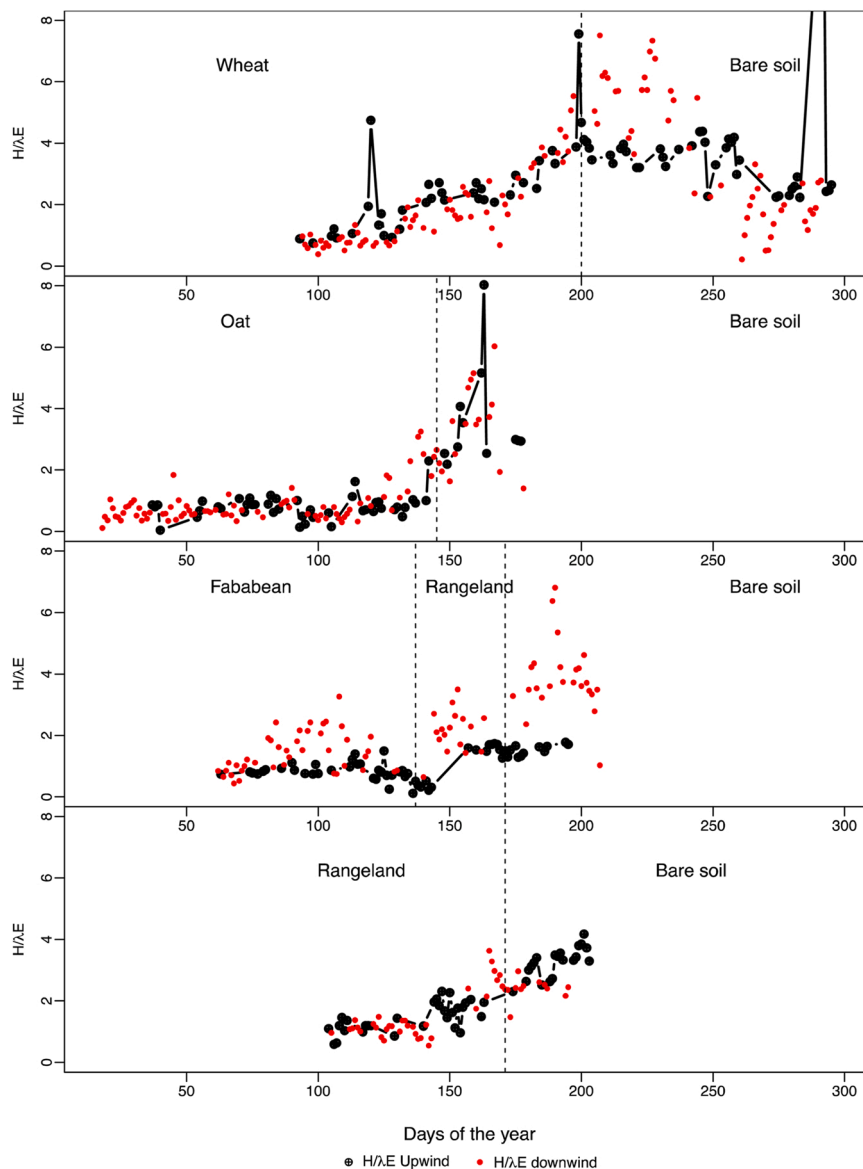 8
6
4
2
0
H/λE
Wheat
Bare soil
50
100
150
200
250
300
8
6
4
2
0
H/λE
Oat
Bare soil
50
100
150
200
250
300
8
6
4
2
0
H/λE
Fababean
Rangeland
Bare soil
50
100
150
200
250
300
8
6
4
2
0
H/λE
Rangeland
Bare soil
50
100
150
200
250
300
Days of the year
H/λE Upwind
H/λE downwind